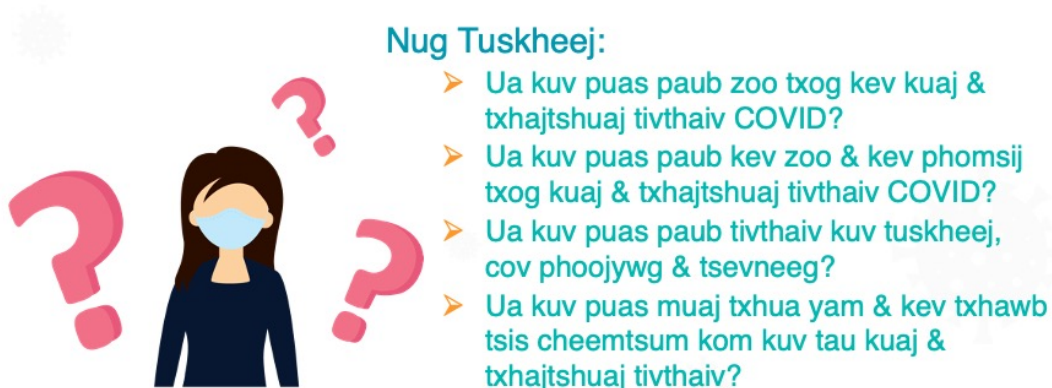 Nug Tuskheej:
➤ Ua kuv puas paub zoo txog kev kuaj &
txhajtshuaj tivthaiv COVID?
➤ Ua kuv puas paub kev zoo & kev phomsij
txog kuaj & txhajtshuaj tivthaiv COVID?
➤ Ua kuv puas paub tivthaiv kuv tuskheej,
cov phoojywg & tsevneeg?
➤ Ua kuv puas muaj txhua yam & kev txhawb
tsis cheemtsum kom kuv tau kuaj &
txhajtshuaj tivthaiv?